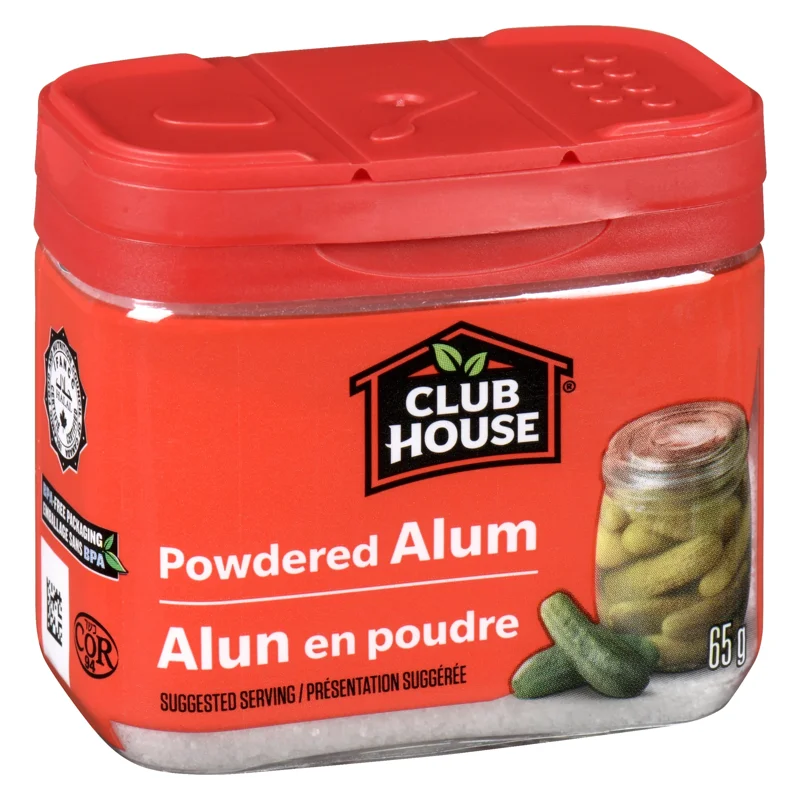 CLUB
HOUSE®
Powdered Alum
Alun en poudre
SUGGESTED SERVING / PRÉSENTATION SUGGÉRÉE
65 g
BPA-FREE PACKAGING
EMBALLAGE SANS BPA
COR
94